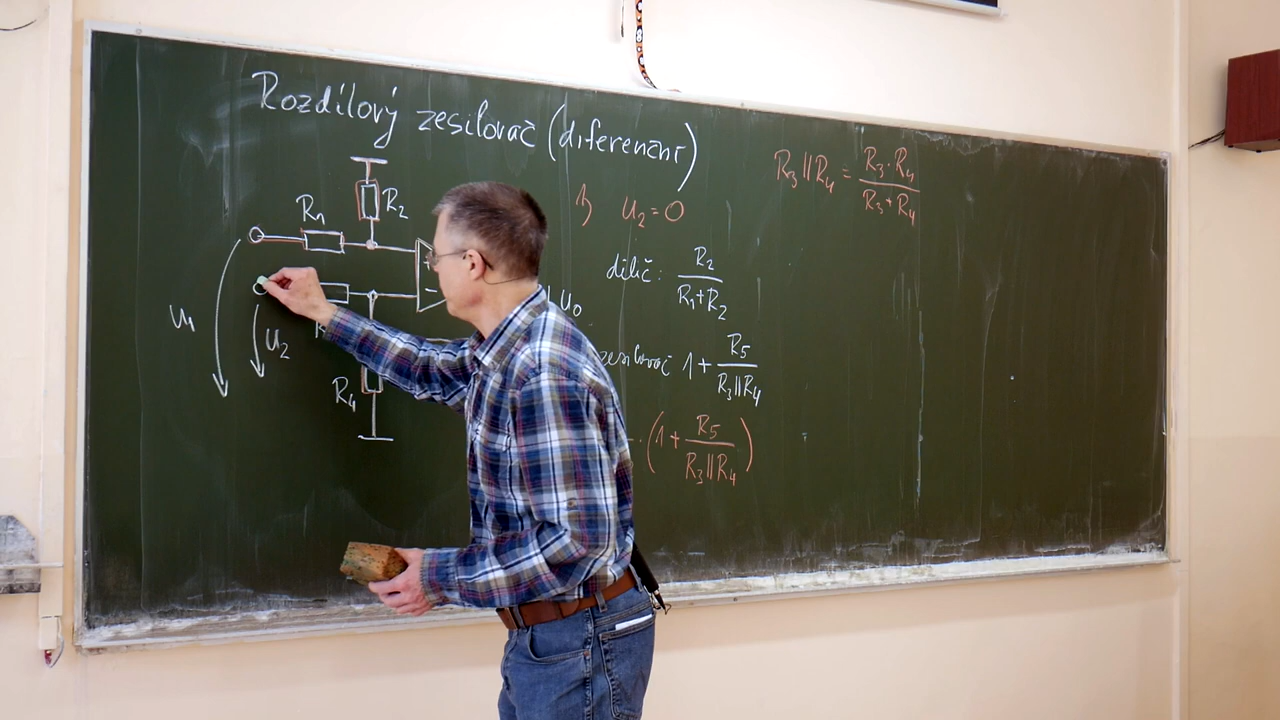 Rozdílový zesilovač (diferenční)
R₁
R₂
+
−
U₁
U₂
R₄
U₀
1) U₂ = 0
dělič: R₂ / (R₁ + R₂)
zesilovač 1 + R₅ / (R₃ || R₄)
· (1 + R₅ / (R₃ || R₄))
R₃ || R₄ = (R₃ · R₄) / (R₃ + R₄)